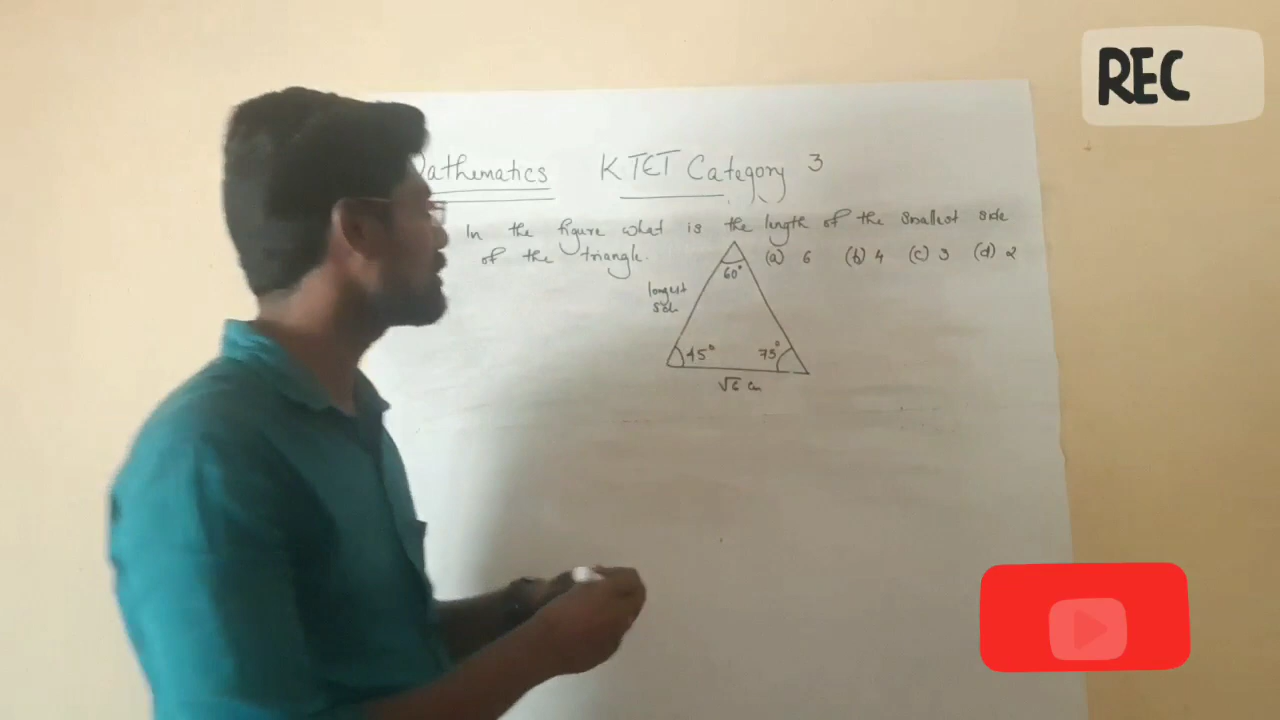 REC
Mathematics KTET Category 3
In the figure what is the length of the smallest side
of the triangle. (a) 6 (b) 4 (c) 3 (d) 2
60°
longest
side
45° 75°
√6 cm